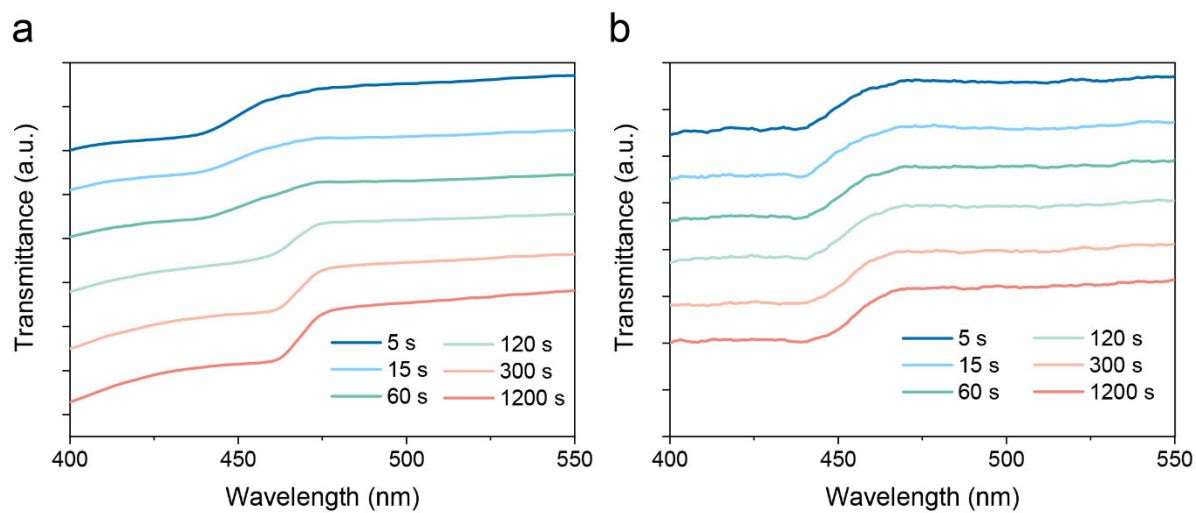 a
Transmittance (a.u.)
5 s
120 s
15 s
300 s
60 s
1200 s
400
450
500
550
Wavelength (nm)
b
Transmittance (a.u.)
5 s
120 s
15 s
300 s
60 s
1200 s
400
450
500
550
Wavelength (nm)